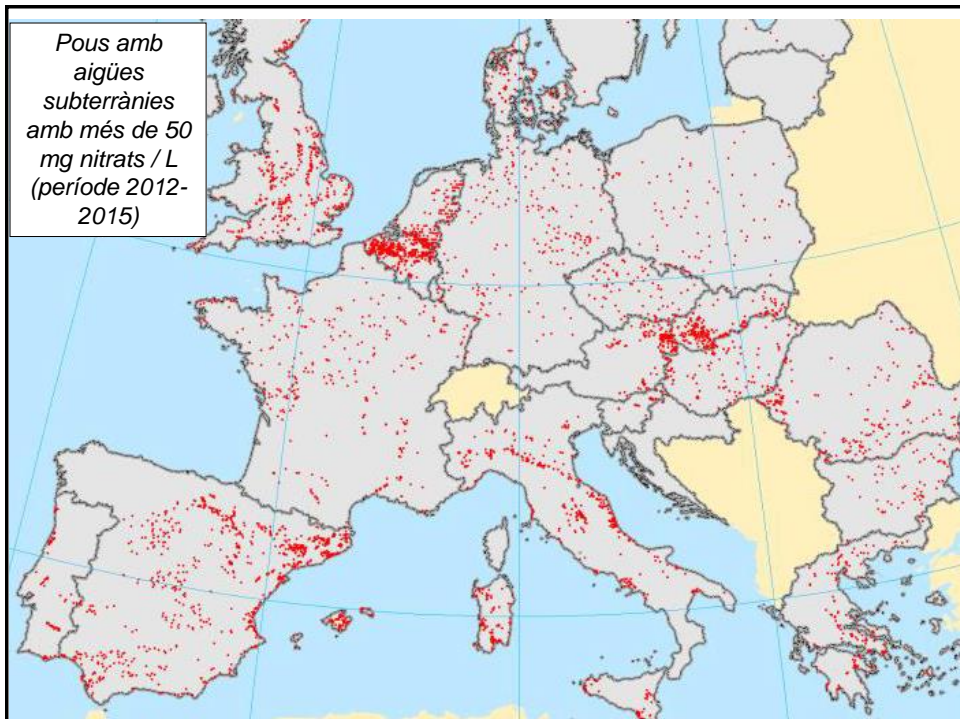 Pous amb
aigües
subterrànies
amb més de 50
mg nitrats / L
(període 2012-
2015)